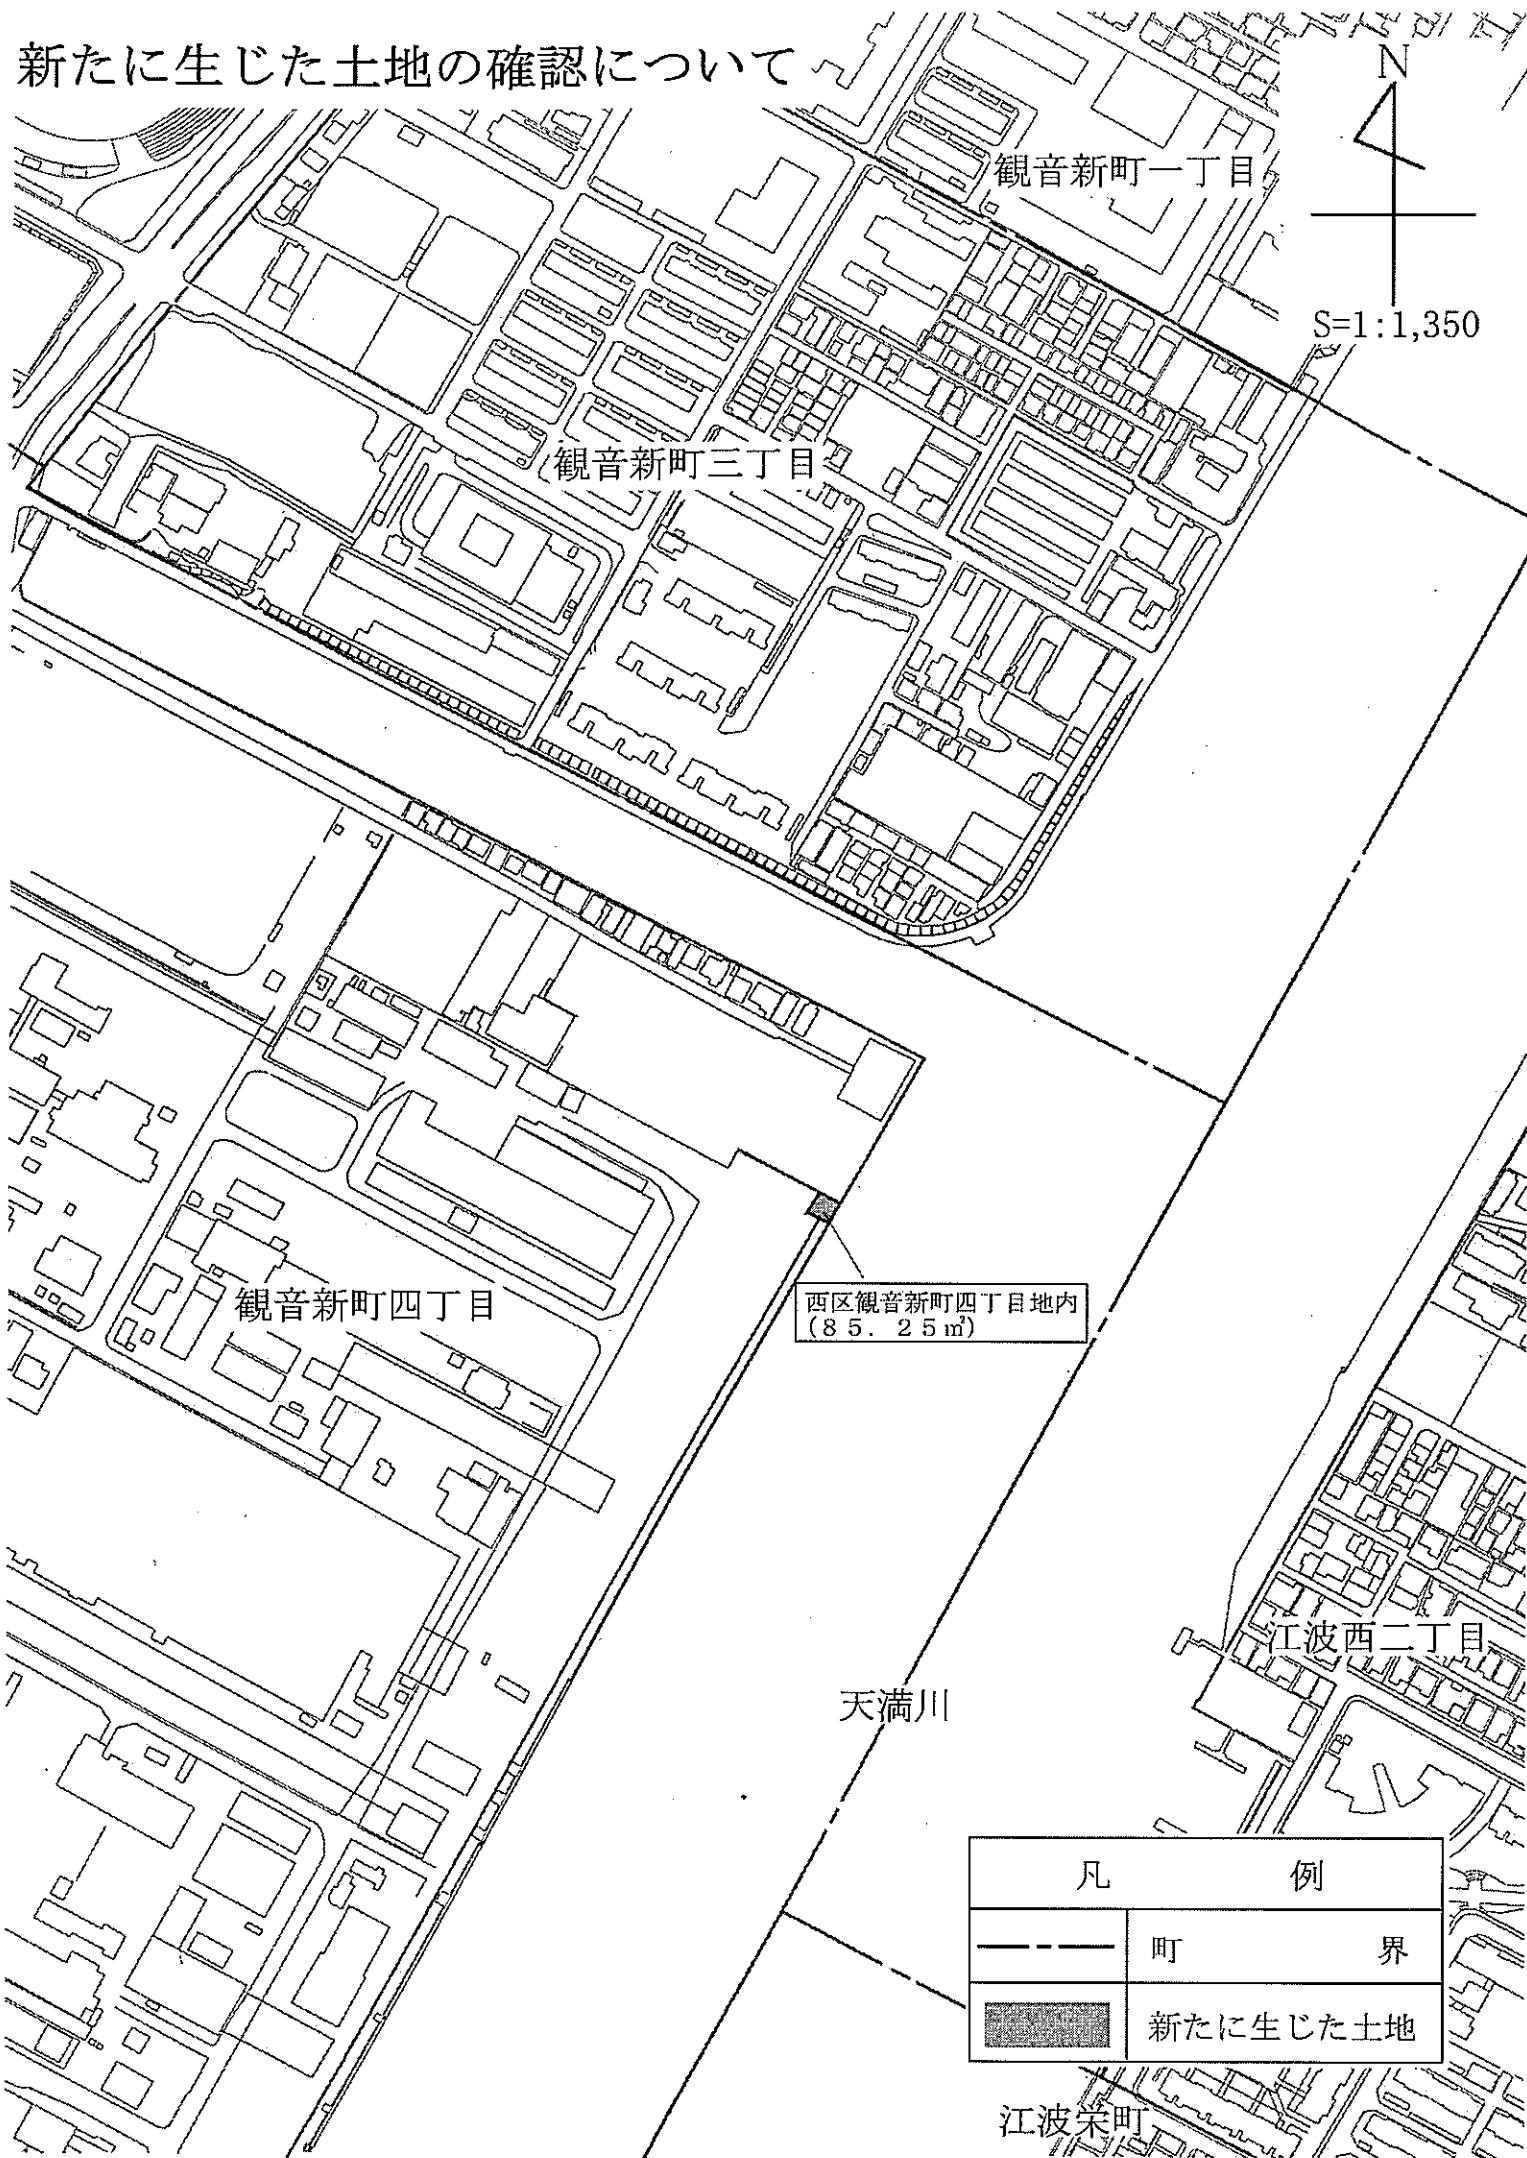 新たに生じた土地の確認について
N
S=1:1,350
観音新町一丁目
観音新町三丁目
観音新町四丁目
西区観音新町四丁目地内
(85.25㎡)
江波西二丁目
天満川
凡例
町界
新たに生じた土地
江波栄町